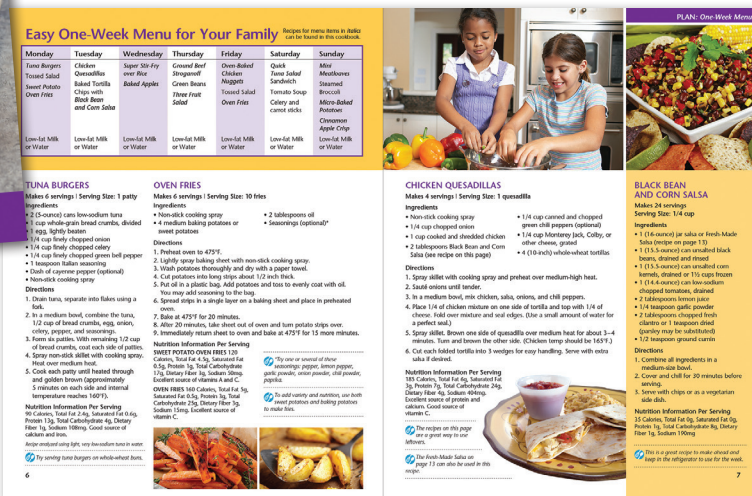 Easy One-Week Menu for Your Family
Recipes for menu items in italics
can be found in this cookbook.
Monday
Tuna Burgers
Tossed Salad
Sweet Potato
Oven Fries
Low-fat Milk
or Water
Tuesday
Chicken
Quesadillas
Baked Tortilla
Chips with
Black Bean
and Corn Salsa
Low-fat Milk
or Water
Wednesday
Super Stir-Fry
over Rice
Baked Apples
Low-fat Milk
or Water
Thursday
Ground Beef
Stroganoff
Green Beans
Three Fruit
Salad
Low-fat Milk
or Water
Friday
Oven-Baked
Chicken
Nuggets
Tossed Salad
Oven Fries
Low-fat Milk
or Water
Saturday
Quick
Tuna Salad
Sandwich
Tomato Soup
Celery and
carrot sticks
Low-fat Milk
or Water
Sunday
Mini
Meatloaves
Steamed
Broccoli
Micro-Baked
Potatoes
Cinnamon
Apple Crisp
Low-fat Milk
or Water
PLAN: One-Week Menu
TUNA BURGERS
Makes 6 servings | Serving Size: 1 patty
Ingredients
• 2 (5-ounce) cans low-sodium tuna
• 1 cup whole-grain bread crumbs, divided
• 1 egg, lightly beaten
• 1/4 cup finely chopped onion
• 1/4 cup finely chopped celery
• 1/4 cup finely chopped green bell pepper
• 1 teaspoon Italian seasoning
• Dash of cayenne pepper (optional)
• Non-stick cooking spray
Directions
1. Drain tuna, separate into flakes using a
fork.
2. In a medium bowl, combine the tuna,
1/2 cup of bread crumbs, egg, onion,
celery, pepper, and seasonings.
3. Form six patties. With remaining 1/2 cup
of bread crumbs, coat each side of patties.
4. Spray non-stick skillet with cooking spray.
Heat over medium heat.
5. Cook each patty until heated through
and golden brown (approximately
5 minutes on each side and internal
temperature reaches 160°F).
Nutrition Information Per Serving
90 Calories, Total Fat 2.4g, Saturated Fat 0.6g,
Protein 13g, Total Carbohydrate 4g, Dietary
Fiber 1g, Sodium 108mg. Good source of
calcium and iron.
Recipe analyzed using light, very low-sodium tuna in water.
Try serving tuna burgers on whole-wheat buns.
6
OVEN FRIES
Makes 6 servings | Serving Size: 10 fries
Ingredients
• Non-stick cooking spray
• 4 medium baking potatoes or
sweet potatoes
• 2 tablespoons oil
• Seasonings (optional)*
Directions
1. Preheat oven to 475°F.
2. Lightly spray baking sheet with non-stick cooking spray.
3. Wash potatoes thoroughly and dry with a paper towel.
4. Cut potatoes into long strips about 1/2 inch thick.
5. Put oil in a plastic bag. Add potatoes and toss to evenly coat with oil.
You may add seasoning to the bag.
6. Spread strips in a single layer on a baking sheet and place in preheated
oven.
7. Bake at 475°F for 20 minutes.
8. After 20 minutes, take sheet out of oven and turn potato strips over.
9. Immediately return sheet to oven and bake at 475°F for 15 more minutes.
Nutrition Information Per Serving
SWEET POTATO OVEN FRIES 120
Calories, Total Fat 4.5g, Saturated Fat
0.5g, Protein 1g, Total Carbohydrate
17g, Dietary Fiber 3g, Sodium 50mg.
Excellent source of vitamins A and C.
OVEN FRIES 160 Calories, Total Fat 5g,
Saturated Fat 0.5g, Protein 3g, Total
Carbohydrate 25g, Dietary Fiber 3g,
Sodium 15mg. Excellent source of
vitamin C.
*Try one or several of these
seasonings: pepper, lemon pepper,
garlic powder, onion powder, chili powder,
paprika.
To add variety and nutrition, use both
sweet potatoes and baking potatoes
to make fries.
CHICKEN QUESADILLAS
Makes 4 servings | Serving Size: 1 quesadilla
Ingredients
• Non-stick cooking spray
• 1/4 cup chopped onion
• 1 cup cooked and shredded chicken
• 2 tablespoons Black Bean and Corn
Salsa (see recipe on this page)
• 1/4 cup canned and chopped
green chili peppers (optional)
• 1/4 cup Monterey Jack, Colby, or
other cheese, grated
• 4 (10-inch) whole-wheat tortillas
Directions
1. Spray skillet with cooking spray and preheat over medium-high heat.
2. Sauté onions until tender.
3. In a medium bowl, mix chicken, salsa, onions, and chili peppers.
4. Place 1/4 of chicken mixture on one side of tortilla and top with 1/4 of
cheese. Fold over mixture and seal edges. (Use a small amount of water for
a perfect seal.)
5. Spray skillet. Brown one side of quesadilla over medium heat for about 3–4
minutes. Turn and brown the other side. (Chicken temp should be 165°F.)
6. Cut each folded tortilla into 3 wedges for easy handling. Serve with extra
salsa if desired.
Nutrition Information Per Serving
185 Calories, Total Fat 6g, Saturated Fat
3g, Protein 7g, Total Carbohydrate 24g,
Dietary Fiber 4g, Sodium 404mg.
Excellent source of protein and
calcium. Good source of
vitamin C.
The recipes on this page
are a great way to use
leftovers.
The Fresh-Made Salsa on
page 13 can also be used in this
recipe.
BLACK BEAN
AND CORN SALSA
Makes 24 servings
Serving Size: 1/4 cup
Ingredients
• 1 (16-ounce) jar salsa or Fresh-Made
Salsa (recipe on page 13)
• 1 (15.5-ounce) can unsalted black
beans, drained and rinsed
• 1 (15.5-ounce) can unsalted corn
kernels, drained or 1½ cups frozen
• 1 (14.4-ounce) can low-sodium
chopped tomatoes, drained
• 2 tablespoons lemon juice
• 1/4 teaspoon garlic powder
• 2 tablespoons chopped fresh
cilantro or 1 teaspoon dried
(parsley may be substituted)
• 1/2 teaspoon ground cumin
Directions
1. Combine all ingredients in a
medium-size bowl.
2. Cover and chill for 30 minutes before
serving.
3. Serve with chips or as a vegetarian
side dish.
Nutrition Information Per Serving
35 Calories, Total Fat 0g, Saturated Fat 0g,
Protein 1g, Total Carbohydrate 8g, Dietary
Fiber 1g, Sodium 190mg
This is a great recipe to make ahead and
keep in the refrigerator to use for the week.
7